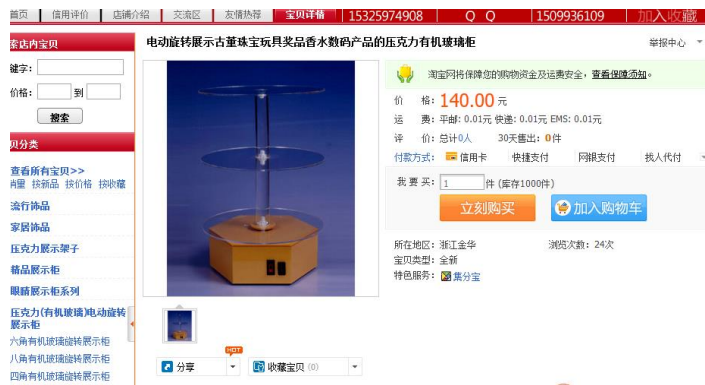 首页 信用评价 店铺介绍 交流区 友情热荐 宝贝详情 15325974908 Q Q 1509936109 加入收藏
索店内宝贝
键字:
价格: 到
搜索
贝分类
查看所有宝贝>>
肖量 按新品 按价格 按收藏
流行饰品
家居饰品
压克力展示架子
精品展示柜
眼睛展示柜系列
压克力(有机玻璃)电动旋转展示柜
六角有机玻璃旋转展示柜
八角有机玻璃旋转展示柜
四角有机玻璃旋转展示柜
电动旋转展示古董珠宝玩具奖品香水数码产品的压克力有机玻璃柜
举报中心
淘宝网将保障您的购物资金及运费安全，查看保障须知。
价 格: 140.00 元
运 费: 平邮: 0.01元 快递: 0.01元 EMS: 0.01元
评 价: 总计0人 30天售出: 0件
付款方式: 信用卡 快捷支付 网银支付 找人代付
我要买: 1 件 (库存1000件)
立刻购买 加入购物车
所在地区: 浙江金华 浏览次数: 24次
宝贝类型: 全新
特色服务: 集分宝
HOT
分享 收藏宝贝 (0)